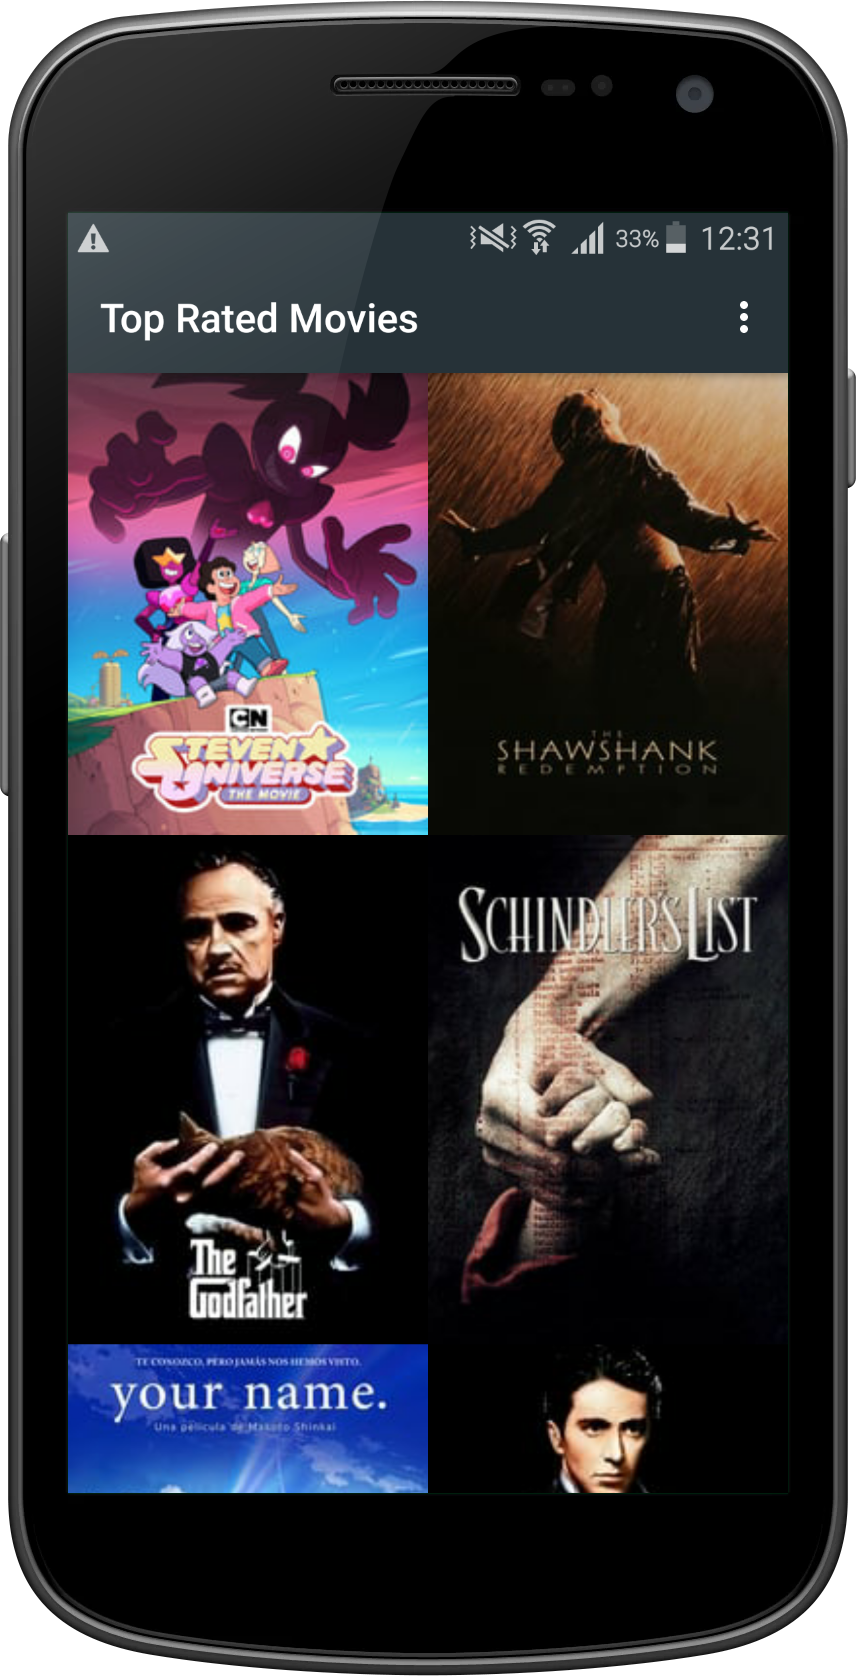 33% 12:31
Top Rated Movies
CN
STEVEN
UNIVERSE
THE MOVIE
THE
SHAWSHANK
REDEMPTION
SCHINDLER'S LIST
The
Godfather
TE CONOZCO, PERO JAMÁS NOS HEMOS VISTO.
your name.
Una película de Makoto Shinkai